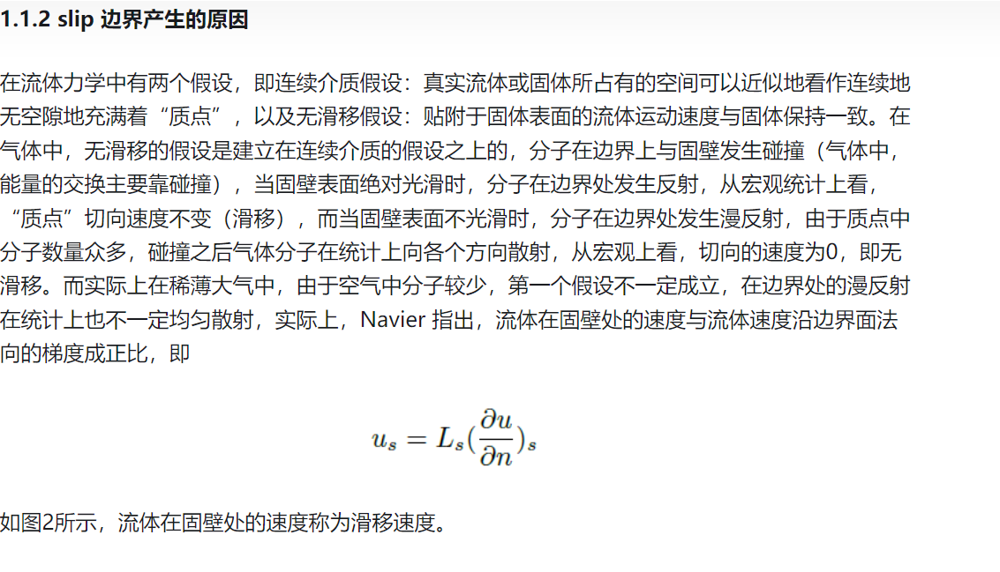 1.1.2 slip 边界产生的原因
在流体力学中有两个假设，即连续介质假设：真实流体或固体所占有的空间可以近似地看作连续地
无空隙地充满着“质点”，以及无滑移假设：贴附于固体表面的流体运动速度与固体保持一致。在
气体中，无滑移的假设是建立在连续介质的假设之上的，分子在边界上与固壁发生碰撞（气体中，
能量的交换主要靠碰撞），当固壁表面绝对光滑时，分子在边界处发生反射，从宏观统计上看，
“质点”切向速度不变（滑移），而当固壁表面不光滑时，分子在边界处发生漫反射，由于质点中
分子数量众多，碰撞之后气体分子在统计上向各个方向散射，从宏观上看，切向的速度为0，即无
滑移。而实际上在稀薄大气中，由于空气中分子较少，第一个假设不一定成立，在边界处的漫反射
在统计上也不一定均匀散射，实际上，Navier 指出，流体在固壁处的速度与流体速度沿边界面法
向的梯度成正比，即
u_s = L_s(∂u/∂n)_s
如图2所示，流体在固壁处的速度称为滑移速度。